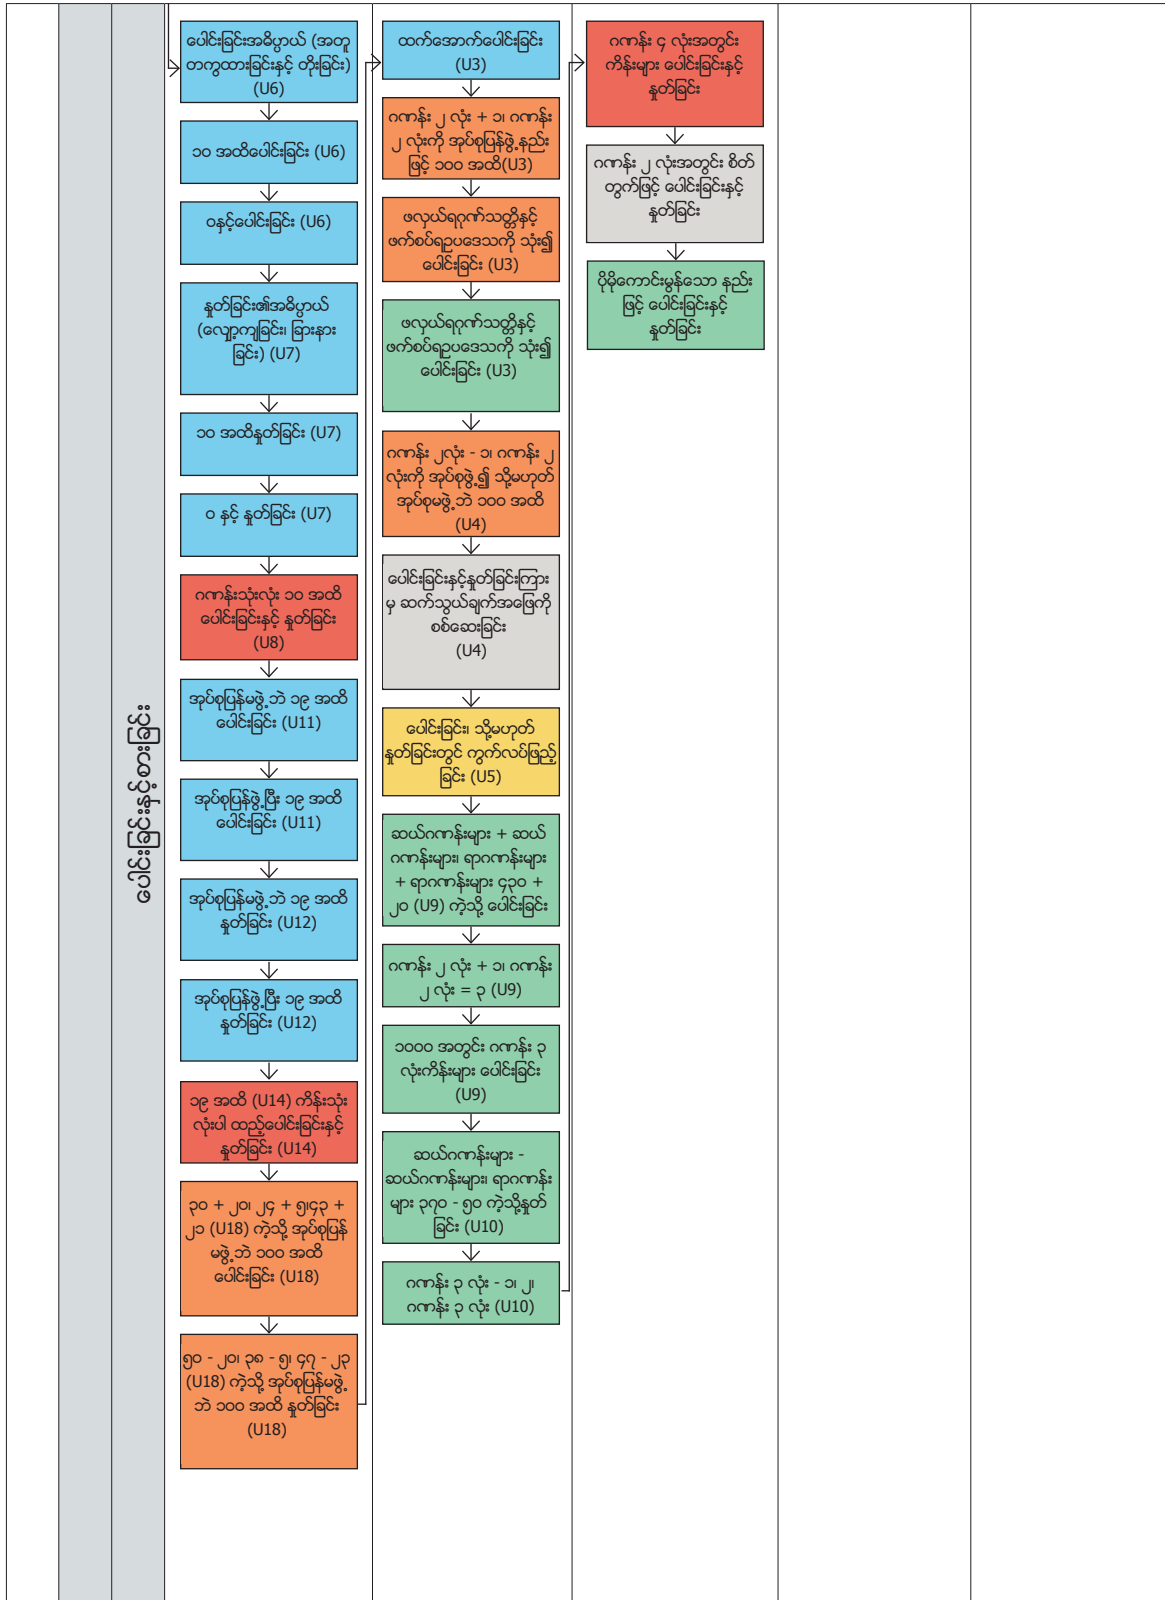 ပေါင်းခြင်းနှင့်စားခြင်း
ပေါင်းခြင်းအဓိပ္ပာယ် (အတူ
တကွထားခြင်းနှင့် တိုးခြင်း)
(U6)
၁၀ အထိပေါင်းခြင်း (U6)
၀နှင့်ပေါင်းခြင်း (U6)
နှုတ်ခြင်း၏အဓိပ္ပာယ်
(လျှော့ကျခြင်း၊ ခြားနား
ခြင်း) (U7)
၁၀ အထိနှုတ်ခြင်း (U7)
၀ နှင့် နှုတ်ခြင်း (U7)
ဂဏန်းသုံးလုံး ၁၀ အထိ
ပေါင်းခြင်းနှင့် နှုတ်ခြင်း
(U8)
အုပ်စုပြန်မဖွဲ့ဘဲ ၁၉ အထိ
ပေါင်းခြင်း (U11)
အုပ်စုပြန်ဖွဲ့ပြီး ၁၉ အထိ
ပေါင်းခြင်း (U11)
အုပ်စုပြန်မဖွဲ့ဘဲ ၁၉ အထိ
နှုတ်ခြင်း (U12)
အုပ်စုပြန်ဖွဲ့ပြီး ၁၉ အထိ
နှုတ်ခြင်း (U12)
၁၉ အထိ (U14) ကိန်းသုံး
လုံးပါ ထည့်ပေါင်းခြင်းနှင့်
နှုတ်ခြင်း (U14)
၃၀ + ၂၀၊ ၂၄ + ၅၊၄၃ +
၂၁ (U18) ကဲ့သို့ အုပ်စုပြန်
မဖွဲ့ဘဲ ၁၀၀ အထိ
ပေါင်းခြင်း (U18)
၅၀ - ၂၀၊ ၃၈ - ၅၊ ၄၇ - ၂၃
(U18) ကဲ့သို့ အုပ်စုပြန်မဖွဲ့
ဘဲ ၁၀၀ အထိ နှုတ်ခြင်း
(U18)
ထက်အောက်ပေါင်းခြင်း
(U3)
ဂဏန်း ၂ လုံး + ၁၊ ဂဏန်း
၂ လုံးကို အုပ်စုပြန်ဖွဲ့နည်း
ဖြင့် ၁၀၀ အထိ(U3)
ဖလှယ်ရဂုဏ်သတ္တိနှင့်
ဖက်စပ်ရဥပဒေသကို သုံး၍
ပေါင်းခြင်း (U3)
ဖလှယ်ရဂုဏ်သတ္တိနှင့်
ဖက်စပ်ရဥပဒေသကို သုံး၍
ပေါင်းခြင်း (U3)
ဂဏန်း ၂လုံး - ၁၊ ဂဏန်း ၂
လုံးကို အုပ်စုဖွဲ့၍ သို့မဟုတ်
အုပ်စုမဖွဲ့ဘဲ ၁၀၀ အထိ
(U4)
ပေါင်းခြင်းနှင့်နှုတ်ခြင်းကြား
မှ ဆက်သွယ်ချက်အဖြေကို
စစ်ဆေးခြင်း
(U4)
ပေါင်းခြင်း၊ သို့မဟုတ်
နှုတ်ခြင်းတွင် ကွက်လပ်ဖြည့်
ခြင်း (U5)
ဆယ်ဂဏန်းများ + ဆယ်
ဂဏန်းများ၊ ရာဂဏန်းများ
+ ရာဂဏန်းများ ၄၃၀ +
၂၀ (U9) ကဲ့သို့ ပေါင်းခြင်း
ဂဏန်း ၂ လုံး + ၁၊ ဂဏန်း
၂ လုံး = ၃ (U9)
၁၀၀၀ အတွင်း ဂဏန်း ၃
လုံးကိန်းများ ပေါင်းခြင်း
(U9)
ဆယ်ဂဏန်းများ -
ဆယ်ဂဏန်းများ၊ ရာဂဏန်း
များ ၃၇၀ - ၅၀ ကဲ့သို့နှုတ်
ခြင်း (U10)
ဂဏန်း ၃ လုံး - ၁၊ ၂၊
ဂဏန်း ၃ လုံး (U10)
ဂဏန်း ၄ လုံးအတွင်း
ကိန်းများ ပေါင်းခြင်းနှင့်
နှုတ်ခြင်း
ဂဏန်း ၂ လုံးအတွင်း စိတ်
တွက်ဖြင့် ပေါင်းခြင်းနှင့်
နှုတ်ခြင်း
ပိုမိုကောင်းမွန်သော နည်း
ဖြင့် ပေါင်းခြင်းနှင့်
နှုတ်ခြင်း